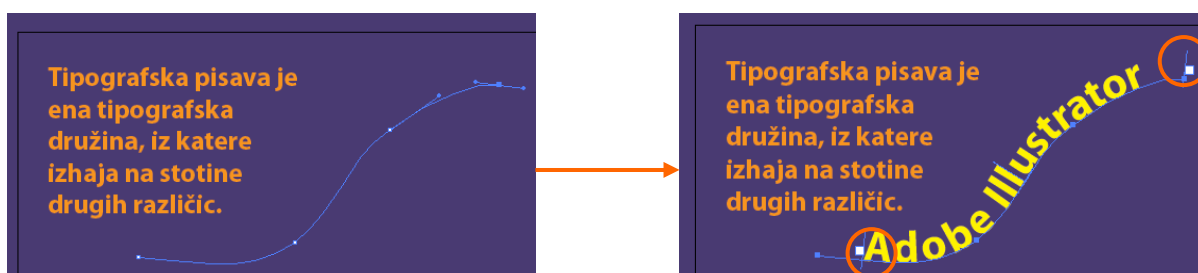 Tipografska pisava je
ena tipografska
družina, iz katere
izhaja na stotine
drugih različic.
Tipografska pisava je
ena tipografska
družina, iz katere
izhaja na stotine
drugih različic.
Adobe Illustrator